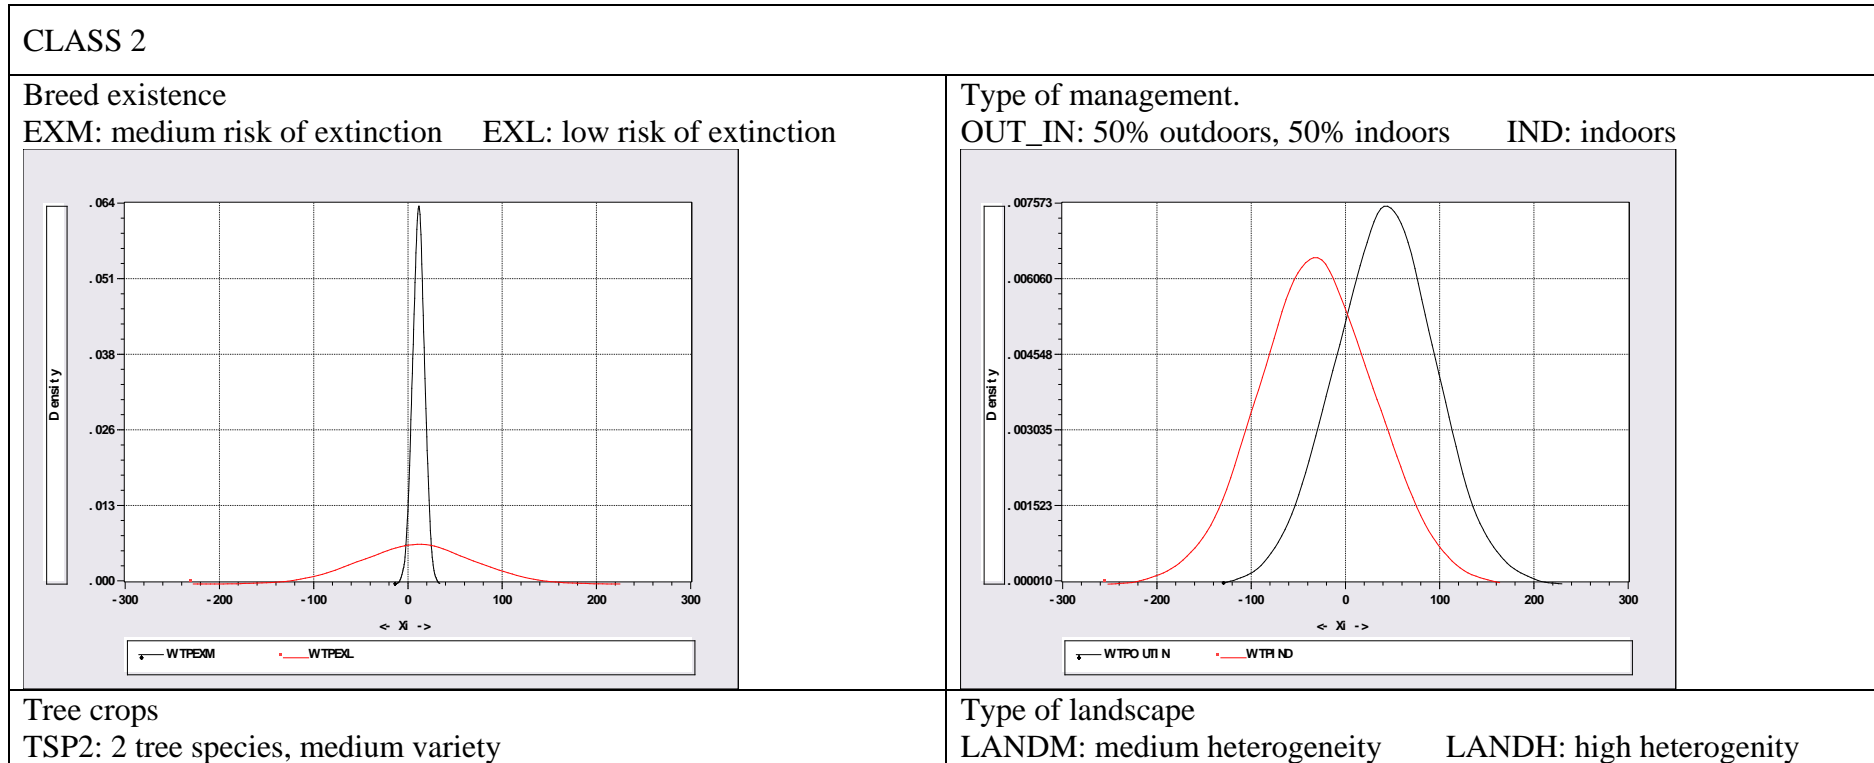 CLASS 2
Breed existence
EXM: medium risk of extinction EXL: low risk of extinction
.064
.051
.038
.026
.013
.000
Density
-300 -200 -100 0 100 200 300
<- Xi ->
WTPEXM WTPEXL
Type of management.
OUT_IN: 50% outdoors, 50% indoors IND: indoors
.007573
.006060
.004548
.003035
.001523
.000010
Density
-300 -200 -100 0 100 200 300
<- Xi ->
WTPOUTIN WTPIND
Tree crops
TSP2: 2 tree species, medium variety
Type of landscape
LANDM: medium heterogeneity LANDH: high heterogenity